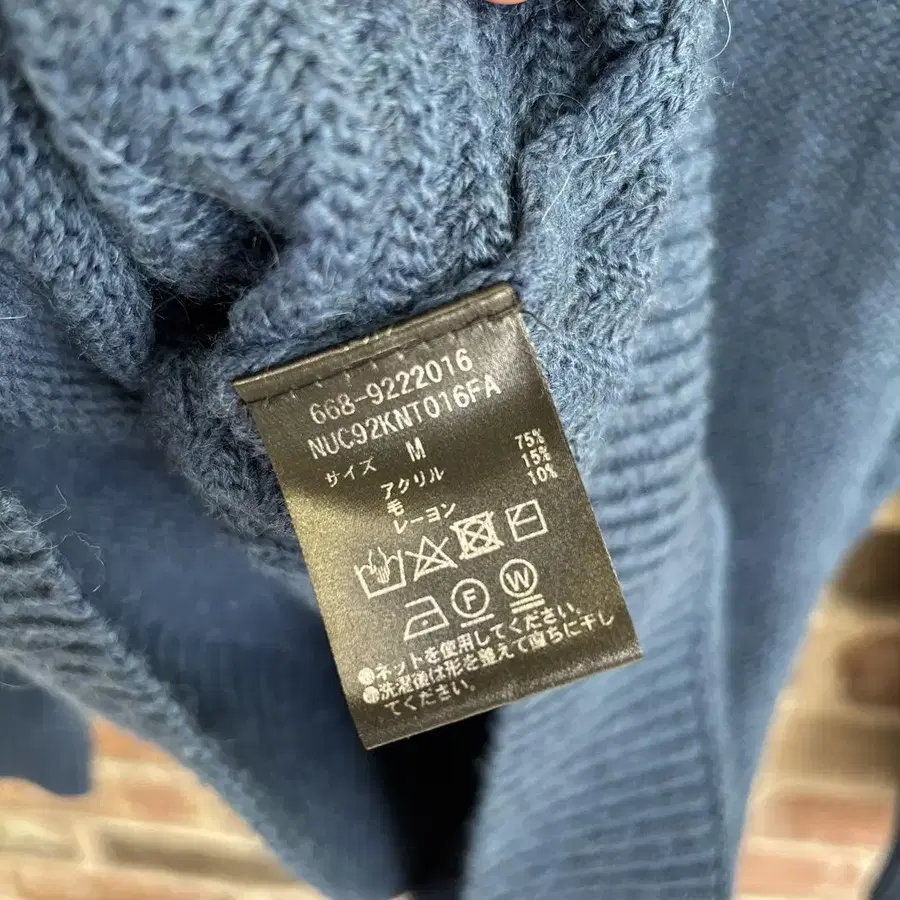 668-9222016
NUC92KNT016FA
サイズ M
アクリル 75%
毛 15%
レーヨン 10%
F W
●ネットを使用してください。
●洗濯後は形を整えて直ちに干し
てください。